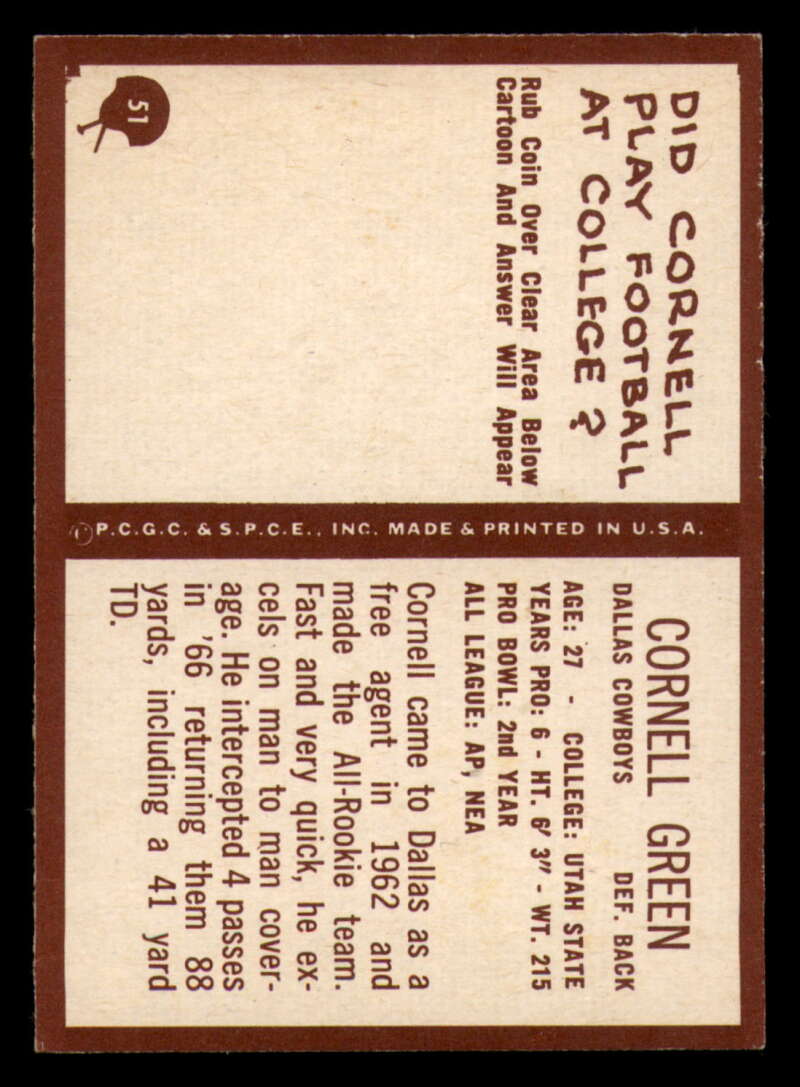 51
DID CORNELL
PLAY FOOTBALL
AT COLLEGE?
Rub Coin Over Clear Area Below
Cartoon And Answer Will Appear
© P.C.G.C. & S.P.C.E., INC. MADE & PRINTED IN U.S.A.
CORNELL GREEN
DALLAS COWBOYS DEF. BACK
AGE: 27 - COLLEGE: UTAH STATE
YEARS PRO: 6 - HT. 6' 3" - WT. 215
PRO BOWL: 2nd YEAR
ALL LEAGUE: AP, NEA
Cornell came to Dallas as a
free agent in 1962 and
made the All-Rookie team.
Fast and very quick, he ex-
cels on man to man cover-
age. He intercepted 4 passes
in '66 returning them 88
yards, including a 41 yard
TD.